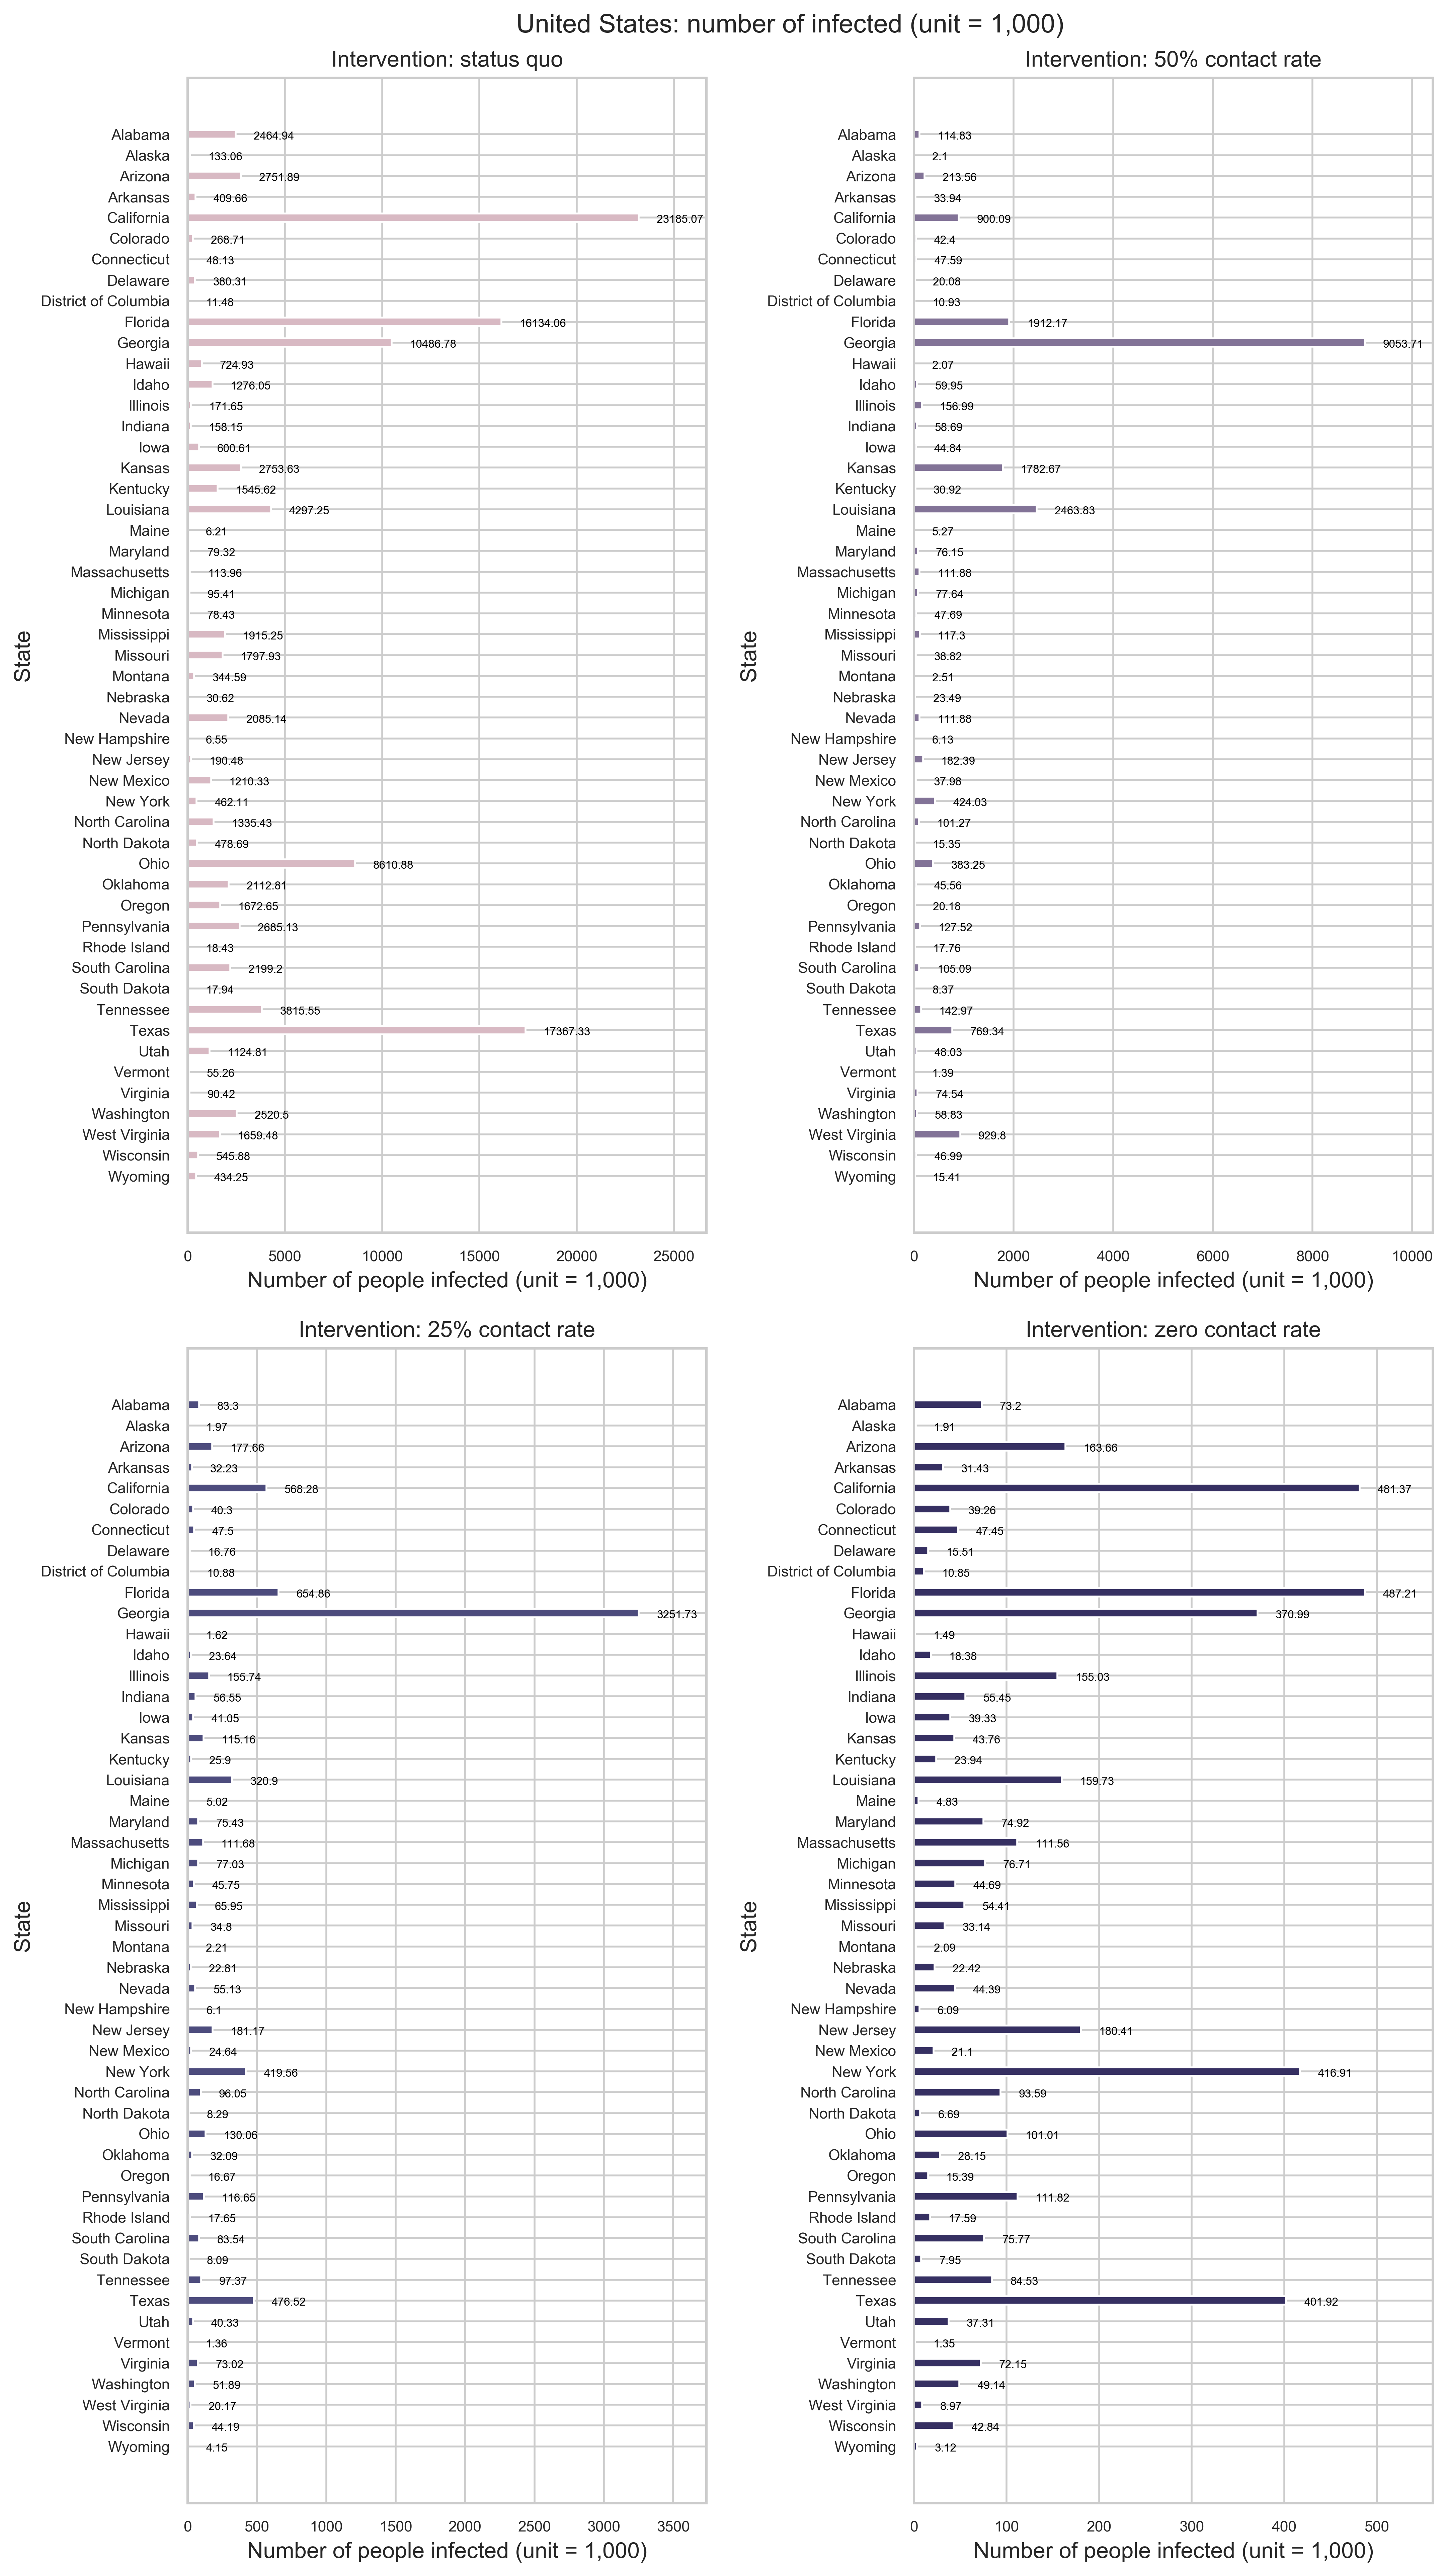 United States: number of infected (unit = 1,000)
Intervention: status quo
State
Alabama 2464.94
Alaska 133.06
Arizona 2751.89
Arkansas 409.66
California 23185.07
Colorado 268.71
Connecticut 48.13
Delaware 380.31
District of Columbia 11.48
Florida 16134.06
Georgia 10486.78
Hawaii 724.93
Idaho 1276.05
Illinois 171.65
Indiana 158.15
Iowa 600.61
Kansas 2753.63
Kentucky 1545.62
Louisiana 4297.25
Maine 6.21
Maryland 79.32
Massachusetts 113.96
Michigan 95.41
Minnesota 78.43
Mississippi 1915.25
Missouri 1797.93
Montana 344.59
Nebraska 30.62
Nevada 2085.14
New Hampshire 6.55
New Jersey 190.48
New Mexico 1210.33
New York 462.11
North Carolina 1335.43
North Dakota 478.69
Ohio 8610.88
Oklahoma 2112.81
Oregon 1672.65
Pennsylvania 2685.13
Rhode Island 18.43
South Carolina 2199.2
South Dakota 17.94
Tennessee 3815.55
Texas 17367.33
Utah 1124.81
Vermont 55.26
Virginia 90.42
Washington 2520.5
West Virginia 1659.48
Wisconsin 545.88
Wyoming 434.25
0 5000 10000 15000 20000 25000
Number of people infected (unit = 1,000)
Intervention: 50% contact rate
State
Alabama 114.83
Alaska 2.1
Arizona 213.56
Arkansas 33.94
California 900.09
Colorado 42.4
Connecticut 47.59
Delaware 20.08
District of Columbia 10.93
Florida 1912.17
Georgia 9053.71
Hawaii 2.07
Idaho 59.95
Illinois 156.99
Indiana 58.69
Iowa 44.84
Kansas 1782.67
Kentucky 30.92
Louisiana 2463.83
Maine 5.27
Maryland 76.15
Massachusetts 111.88
Michigan 77.64
Minnesota 47.69
Mississippi 117.3
Missouri 38.82
Montana 2.51
Nebraska 23.49
Nevada 111.88
New Hampshire 6.13
New Jersey 182.39
New Mexico 37.98
New York 424.03
North Carolina 101.27
North Dakota 15.35
Ohio 383.25
Oklahoma 45.56
Oregon 20.18
Pennsylvania 127.52
Rhode Island 17.76
South Carolina 105.09
South Dakota 8.37
Tennessee 142.97
Texas 769.34
Utah 48.03
Vermont 1.39
Virginia 74.54
Washington 58.83
West Virginia 929.8
Wisconsin 46.99
Wyoming 15.41
0 2000 4000 6000 8000 10000
Number of people infected (unit = 1,000)
Intervention: 25% contact rate
State
Alabama 83.3
Alaska 1.97
Arizona 177.66
Arkansas 32.23
California 568.28
Colorado 40.3
Connecticut 47.5
Delaware 16.76
District of Columbia 10.88
Florida 654.86
Georgia 3251.73
Hawaii 1.62
Idaho 23.64
Illinois 155.74
Indiana 56.55
Iowa 41.05
Kansas 115.16
Kentucky 25.9
Louisiana 320.9
Maine 5.02
Maryland 75.43
Massachusetts 111.68
Michigan 77.03
Minnesota 45.75
Mississippi 65.95
Missouri 34.8
Montana 2.21
Nebraska 22.81
Nevada 55.13
New Hampshire 6.1
New Jersey 181.17
New Mexico 24.64
New York 419.56
North Carolina 96.05
North Dakota 8.29
Ohio 130.06
Oklahoma 32.09
Oregon 16.67
Pennsylvania 116.65
Rhode Island 17.65
South Carolina 83.54
South Dakota 8.09
Tennessee 97.37
Texas 476.52
Utah 40.33
Vermont 1.36
Virginia 73.02
Washington 51.89
West Virginia 20.17
Wisconsin 44.19
Wyoming 4.15
0 500 1000 1500 2000 2500 3000 3500
Number of people infected (unit = 1,000)
Intervention: zero contact rate
State
Alabama 73.2
Alaska 1.91
Arizona 163.66
Arkansas 31.43
California 481.37
Colorado 39.26
Connecticut 47.45
Delaware 15.51
District of Columbia 10.85
Florida 487.21
Georgia 370.99
Hawaii 1.49
Idaho 18.38
Illinois 155.03
Indiana 55.45
Iowa 39.33
Kansas 43.76
Kentucky 23.94
Louisiana 159.73
Maine 4.83
Maryland 74.92
Massachusetts 111.56
Michigan 76.71
Minnesota 44.69
Mississippi 54.41
Missouri 33.14
Montana 2.09
Nebraska 22.42
Nevada 44.39
New Hampshire 6.09
New Jersey 180.41
New Mexico 21.1
New York 416.91
North Carolina 93.59
North Dakota 6.69
Ohio 101.01
Oklahoma 28.15
Oregon 15.39
Pennsylvania 111.82
Rhode Island 17.59
South Carolina 75.77
South Dakota 7.95
Tennessee 84.53
Texas 401.92
Utah 37.31
Vermont 1.35
Virginia 72.15
Washington 49.14
West Virginia 8.97
Wisconsin 42.84
Wyoming 3.12
0 100 200 300 400 500
Number of people infected (unit = 1,000)